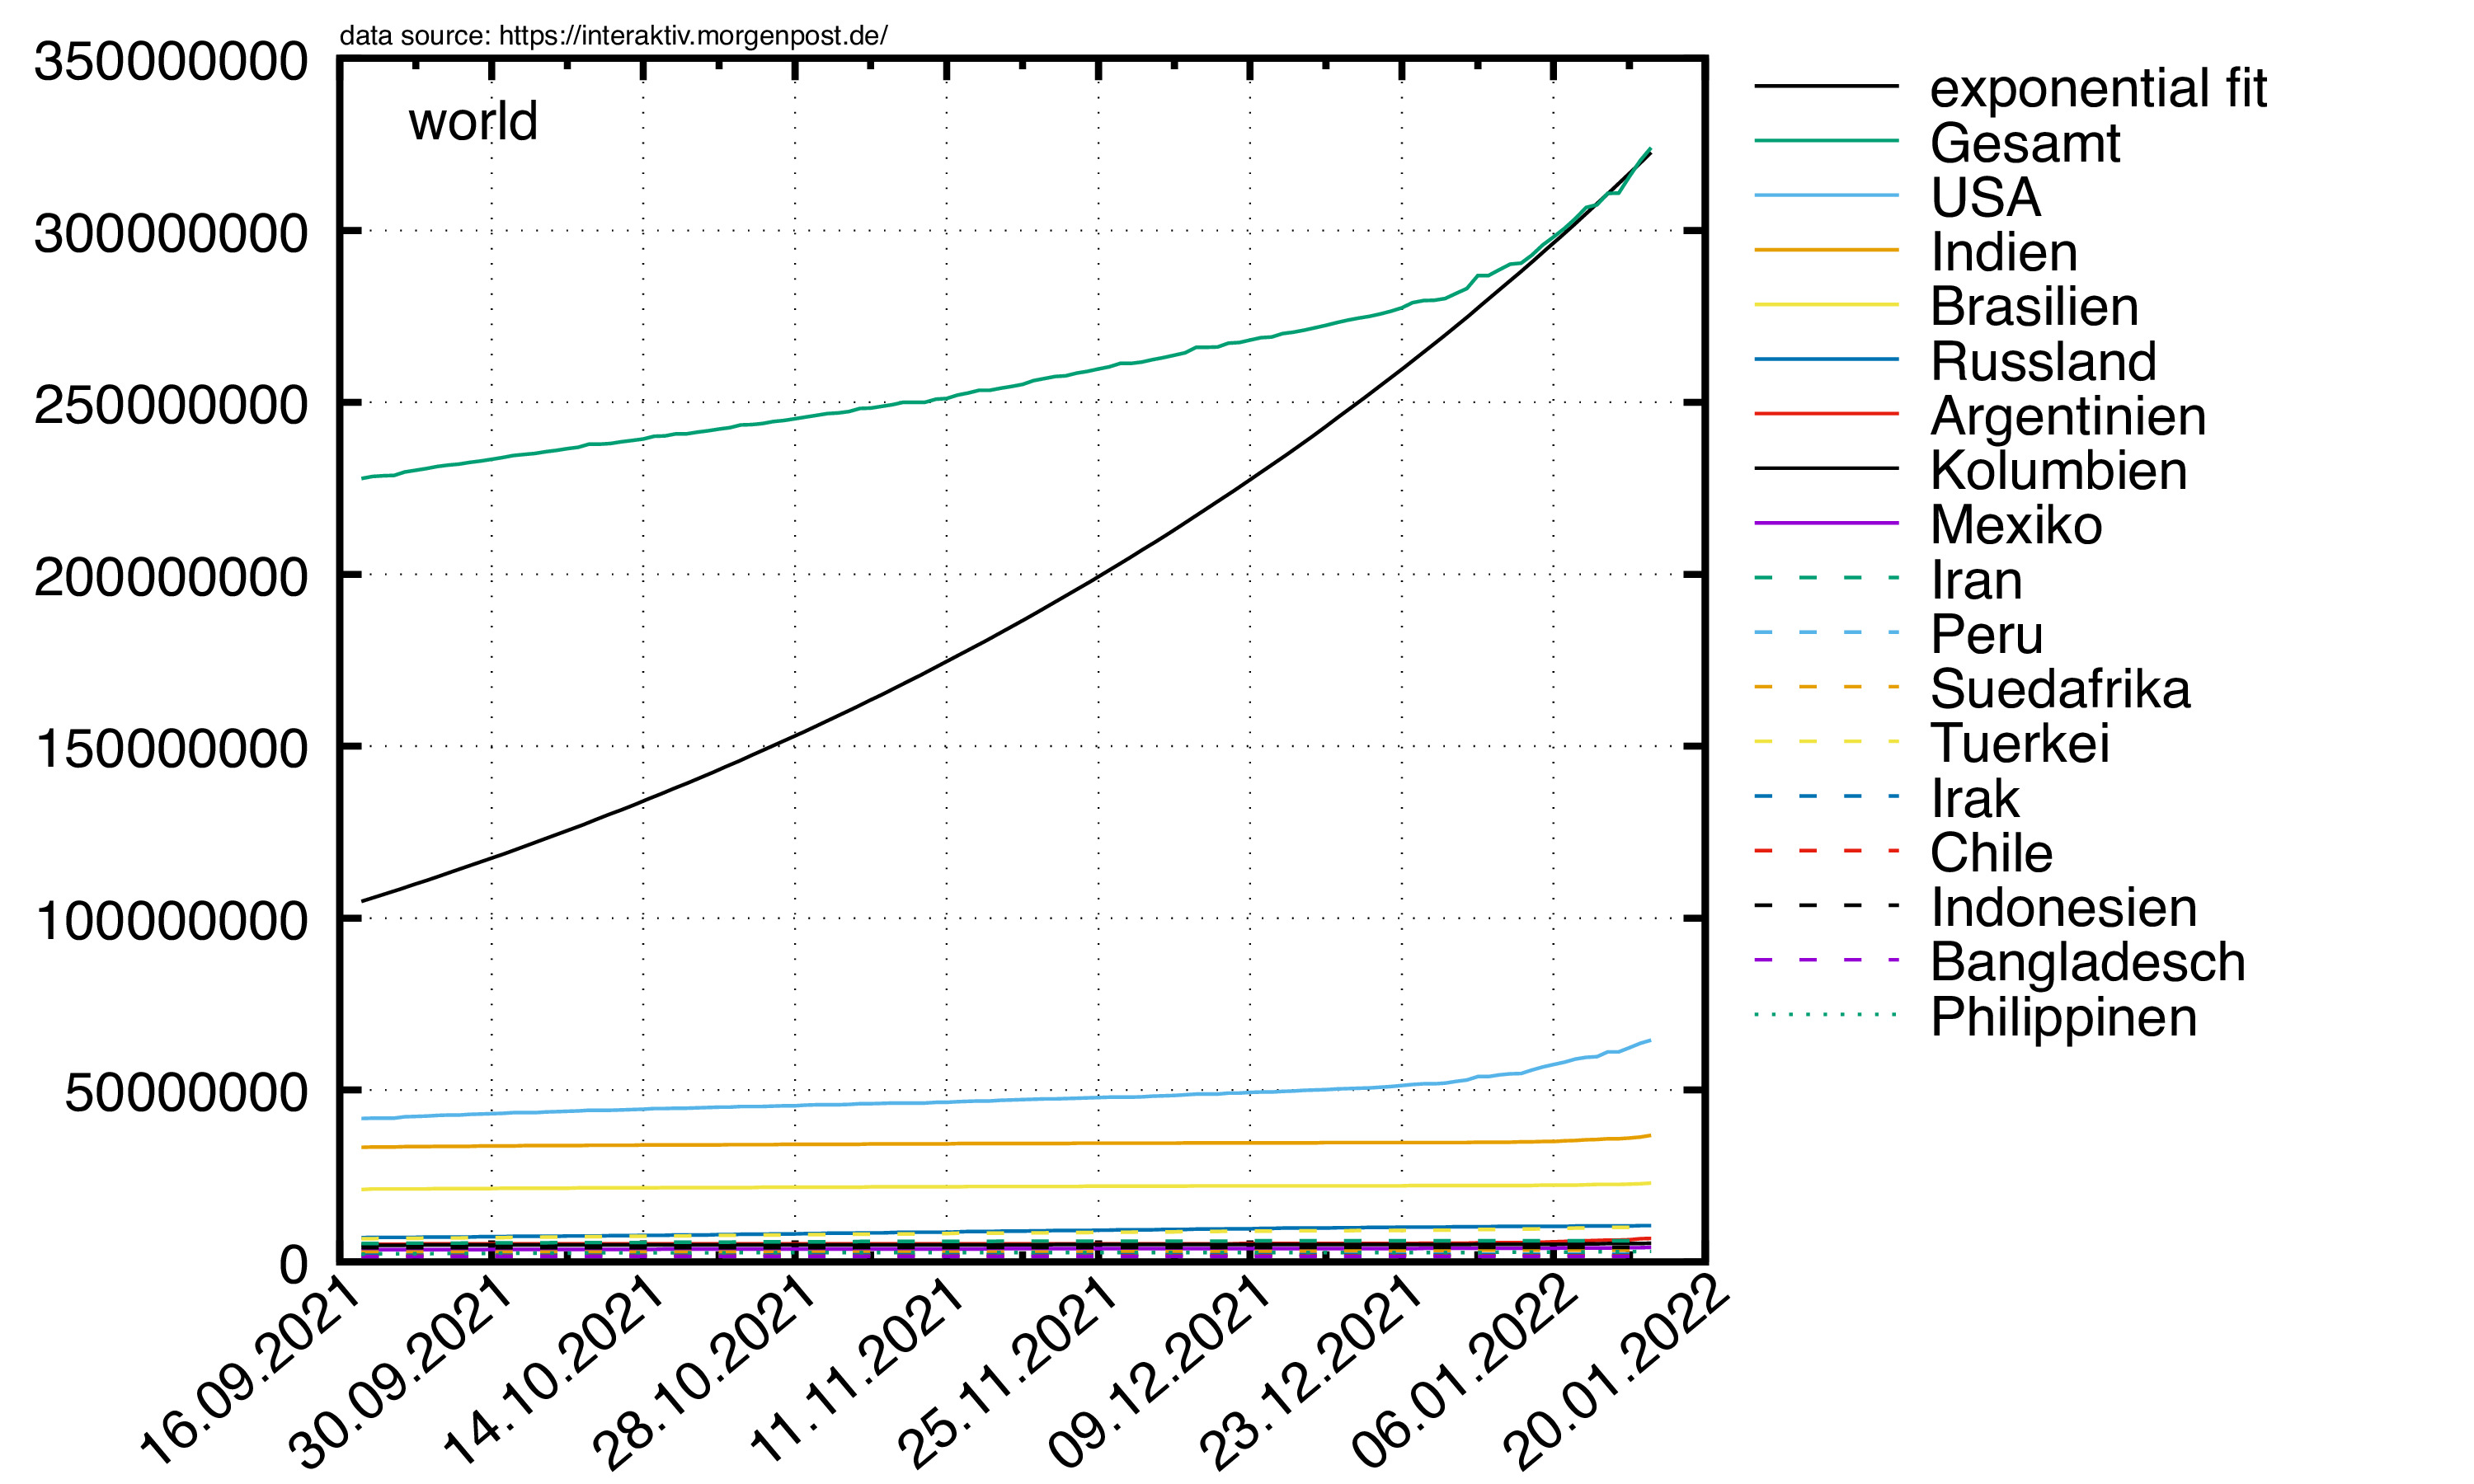 data source: https://interaktiv.morgenpost.de/
world
350000000
300000000
250000000
200000000
150000000
100000000
50000000
0
16.09.2021
30.09.2021
14.10.2021
28.10.2021
11.11.2021
25.11.2021
09.12.2021
23.12.2021
06.01.2022
20.01.2022
exponential fit
Gesamt
USA
Indien
Brasilien
Russland
Argentinien
Kolumbien
Mexiko
Iran
Peru
Suedafrika
Tuerkei
Irak
Chile
Indonesien
Bangladesch
Philippinen